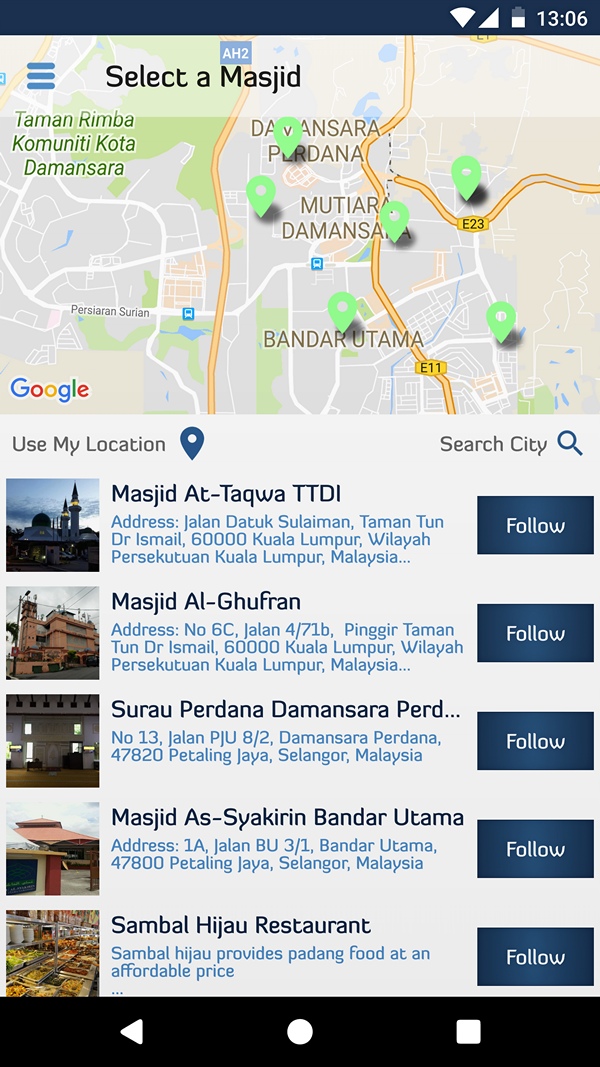 13:06
AH2
Select a Masjid
Taman Rimba
Komuniti Kota
Damansara
DAMANSARA
PERDANA
MUTIARA
DAMANSARA
E23
Persiaran Surian
BANDAR UTAMA
E11
Google
Use My Location
Search City
Masjid At-Taqwa TTDI
Address: Jalan Datuk Sulaiman, Taman Tun
Dr Ismail, 60000 Kuala Lumpur, Wilayah
Persekutuan Kuala Lumpur, Malaysia...
Follow
Masjid Al-Ghufran
Address: No 6C, Jalan 4/71b,  Pinggir Taman
Tun Dr Ismail, 60000 Kuala Lumpur, Wilayah
Persekutuan Kuala Lumpur, Malaysia...
Follow
Surau Perdana Damansara Perd...
No 13, Jalan PJU 8/2, Damansara Perdana,
47820 Petaling Jaya, Selangor, Malaysia
Follow
Masjid As-Syakirin Bandar Utama
Address: 1A, Jalan BU 3/1, Bandar Utama,
47800 Petaling Jaya, Selangor, Malaysia
Follow
Sambal Hijau Restaurant
Sambal hijau provides padang food at an
affordable price
...
Follow